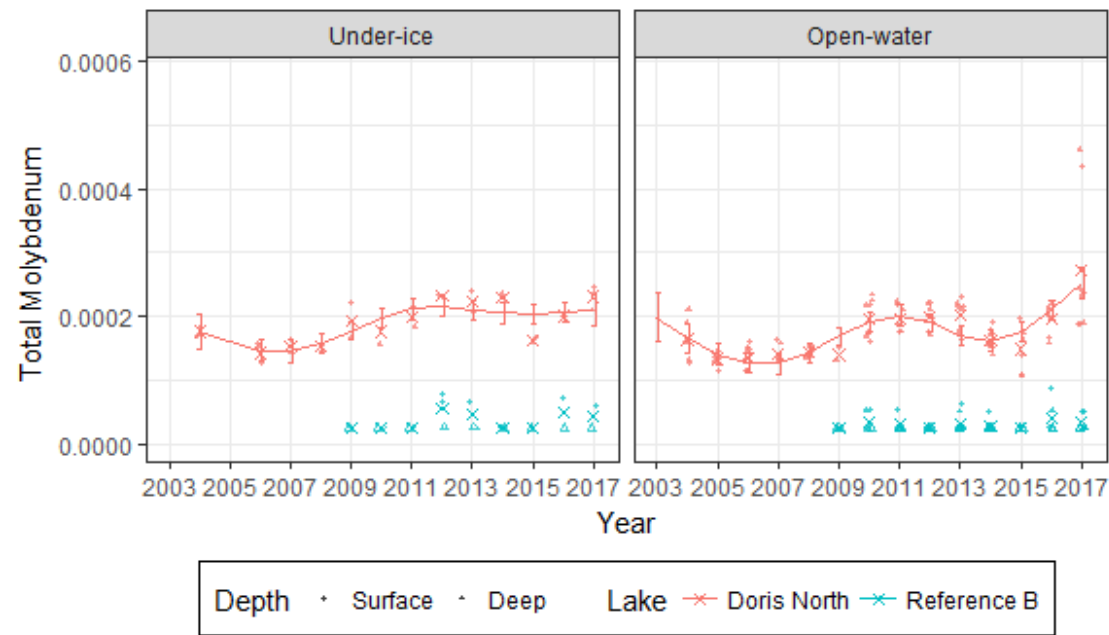 Under-ice Open-water
0.0006
0.0004
0.0002
0.0000
Total Molybdenum
2003 2005 2007 2009 2011 2013 2015 2017 2003 2005 2007 2009 2011 2013 2015 2017
Year
Depth Surface Deep Lake Doris North Reference B